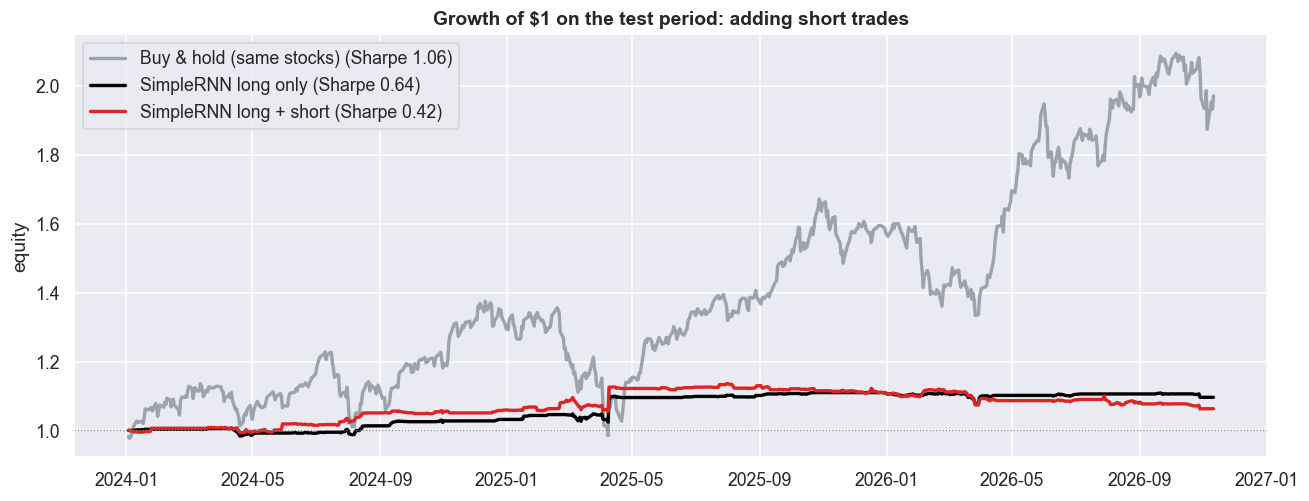 Growth of $1 on the test period: adding short trades
Buy & hold (same stocks) (Sharpe 1.06)
SimpleRNN long only (Sharpe 0.64)
SimpleRNN long + short (Sharpe 0.42)
equity
2.0
1.8
1.6
1.4
1.2
1.0
2024-01 2024-05 2024-09 2025-01 2025-05 2025-09 2026-01 2026-05 2026-09 2027-01